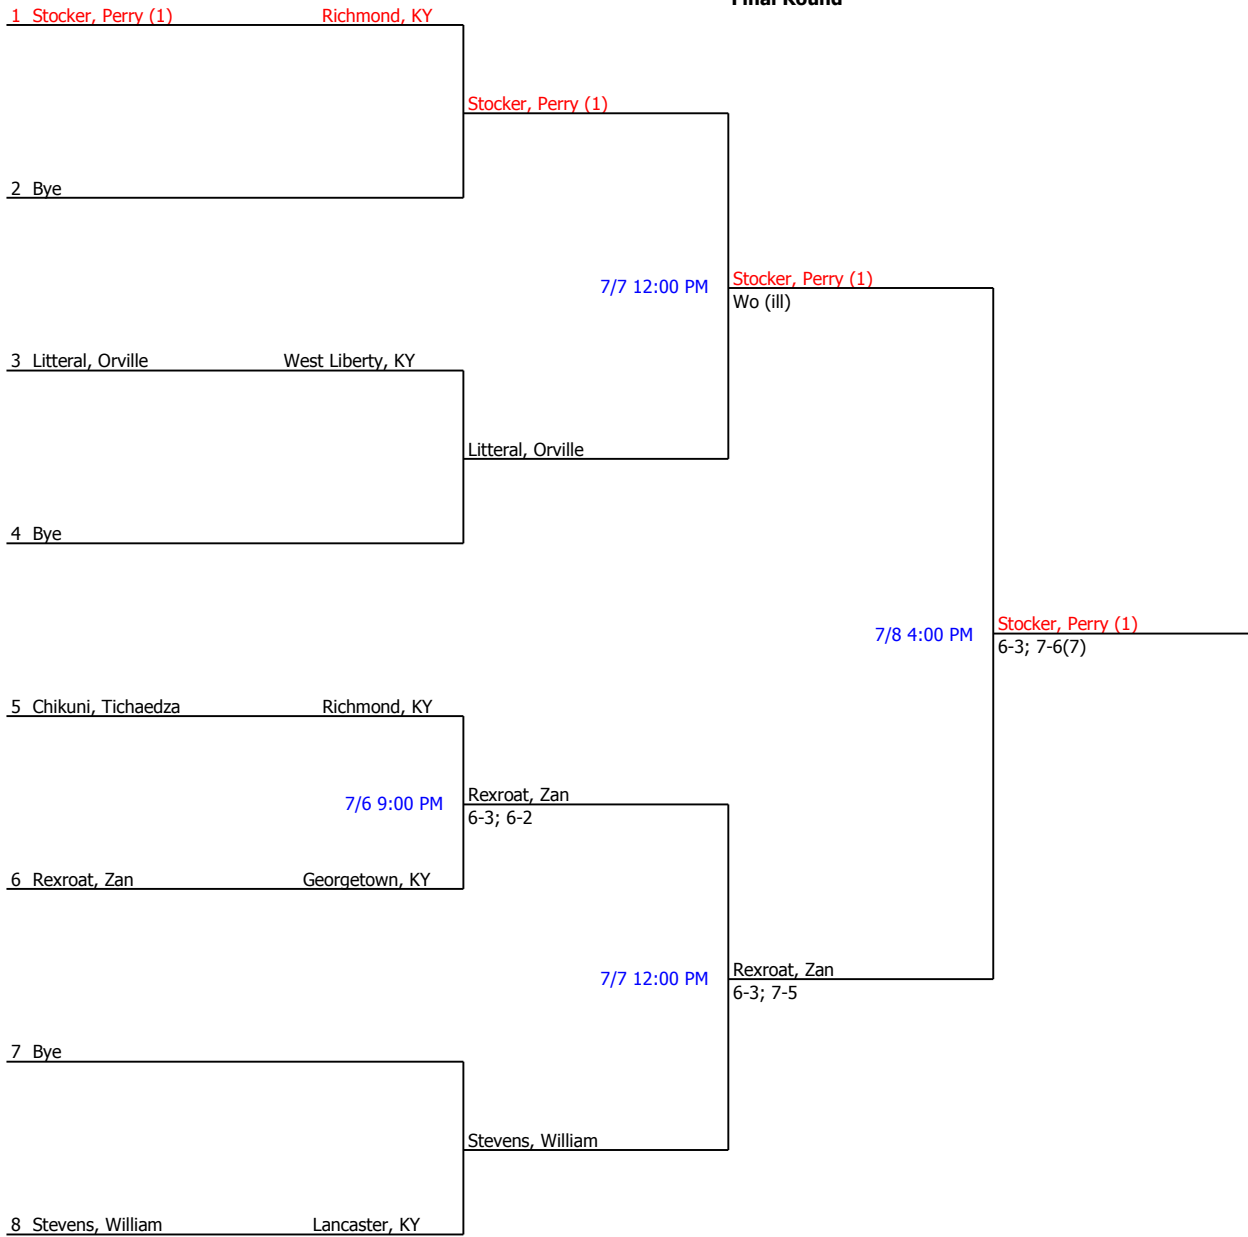 Final Round
1 Stocker, Perry (1) Richmond, KY
Stocker, Perry (1)
2 Bye
7/7 12:00 PM
Stocker, Perry (1)
Wo (ill)
3 Litteral, Orville West Liberty, KY
Litteral, Orville
4 Bye
7/8 4:00 PM
Stocker, Perry (1)
6-3; 7-6(7)
5 Chikuni, Tichaedza Richmond, KY
7/6 9:00 PM
Rexroat, Zan
6-3; 6-2
6 Rexroat, Zan Georgetown, KY
7/7 12:00 PM
Rexroat, Zan
6-3; 7-5
7 Bye
Stevens, William
8 Stevens, William Lancaster, KY